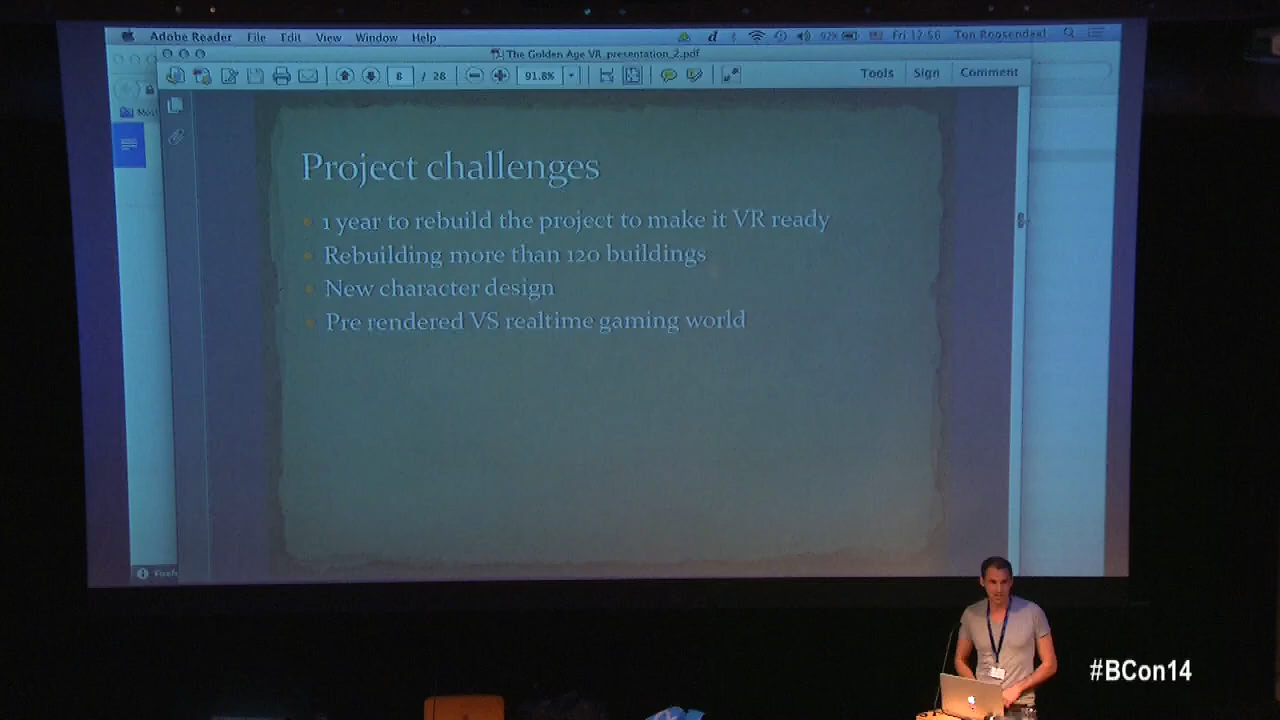 Adobe Reader File Edit View Window Help 92% Fri 12:56 Ton Roosendaal
The Golden Age VR_presentation_2.pdf
8 / 28 91.8% Tools Sign Comment
Project challenges
1 year to rebuild the project to make it VR ready
Rebuilding more than 120 buildings
New character design
Pre rendered VS realtime gaming world
#BCon14